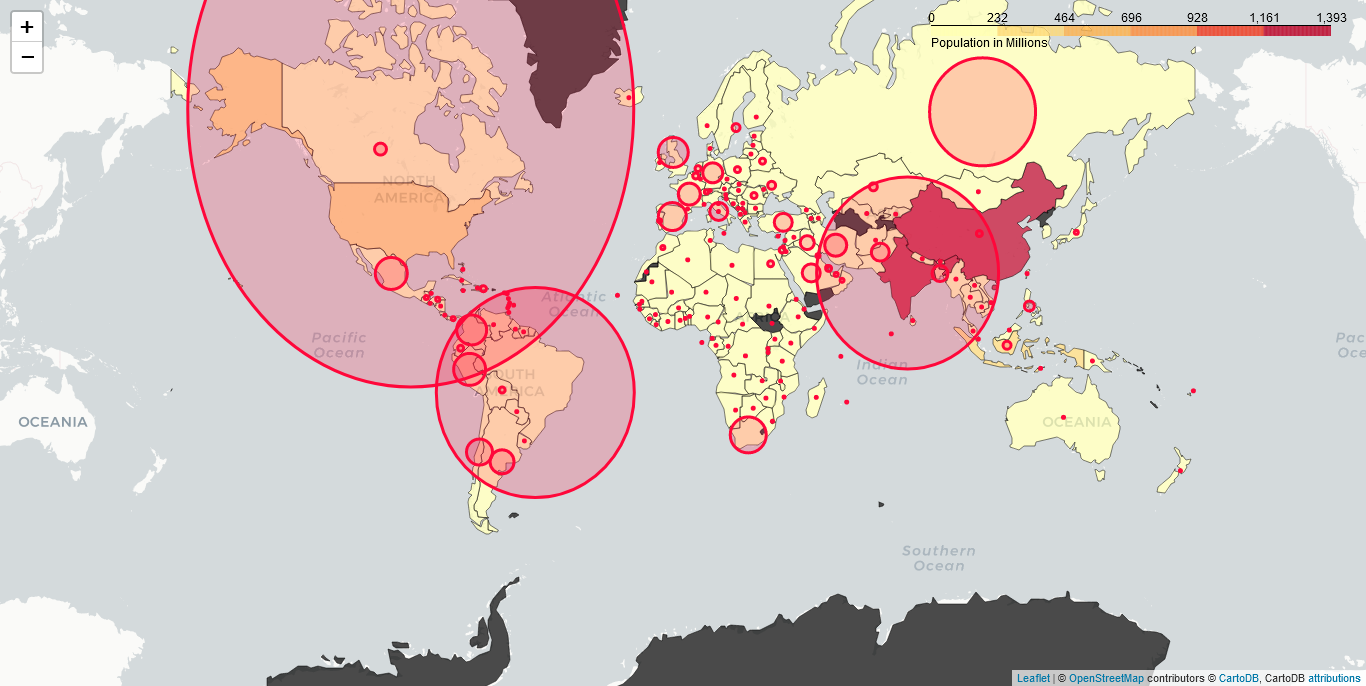 +
−
0 232 464 696 928 1,161 1,393
Population in Millions
NORTH
AMERICA
Atlantic
Ocean
Pacific
Ocean
AMERICA
Indian
Ocean
Pac
Oce
OCEANIA
OCEANIA
Southern
Ocean
Leaflet | © OpenStreetMap contributors © CartoDB, CartoDB attributions